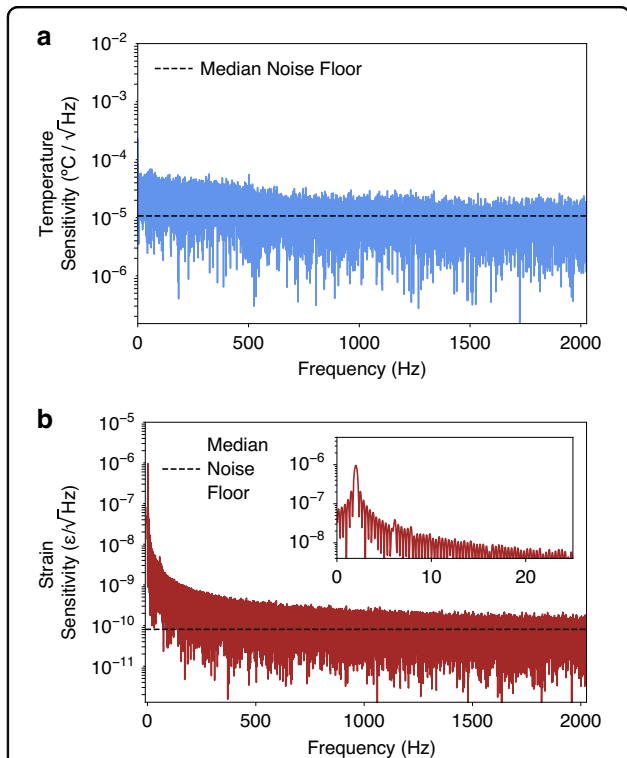 a
10⁻²
10⁻³
10⁻⁴
10⁻⁵
10⁻⁶
Temperature
Sensitivity (°C / √Hz)
Median Noise Floor
0 500 1000 1500 2000
Frequency (Hz)
b
10⁻⁵
10⁻⁶
10⁻⁷
10⁻⁸
10⁻⁹
10⁻¹⁰
10⁻¹¹
Strain
Sensitivity (ε/√Hz)
Median
Noise
Floor
10⁻⁶
10⁻⁷
10⁻⁸
0 10 20
0 500 1000 1500 2000
Frequency (Hz)